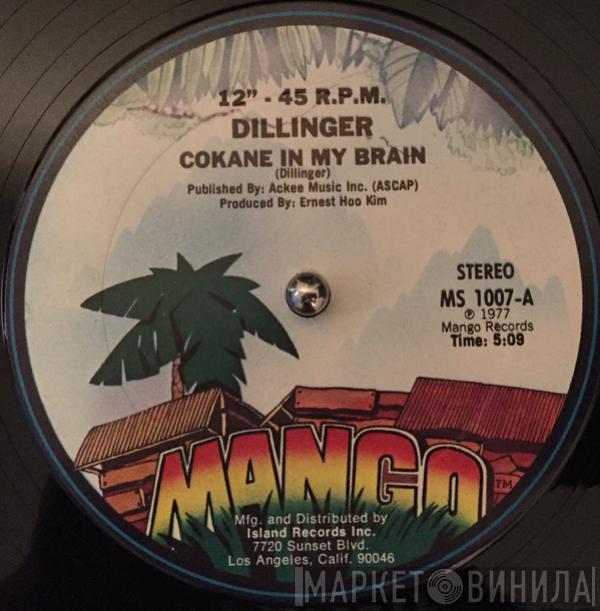 12" - 45 R.P.M.
DILLINGER
COKANE IN MY BRAIN
(Dillinger)
Published By: Ackee Music Inc. (ASCAP)
Produced By: Ernest Hoo Kim
STEREO
MS 1007-A
℗ 1977
Mango Records
Time: 5:09
MANGO TM
Mfg. and Distributed by
Island Records Inc.
7720 Sunset Blvd.
Los Angeles, Calif. 90046
МАРКЕТ ВИНИЛА